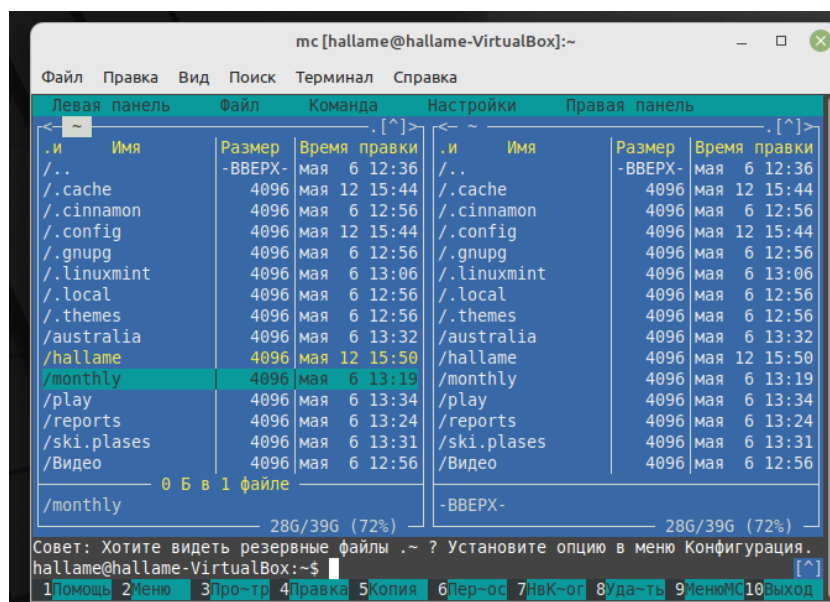 mc [hallame@hallame-VirtualBox]:~
Файл Правка Вид Поиск Терминал Справка
Левая панель Файл Команда Настройки Правая панель
<— ~ .[^]> <— ~ .[^]>
.и Имя Размер Время правки .и Имя Размер Время правки
/.. -ВВЕРХ- мая 6 12:36 /.. -ВВЕРХ- мая 6 12:36
/.cache 4096 мая 12 15:44 /.cache 4096 мая 12 15:44
/.cinnamon 4096 мая 6 12:56 /.cinnamon 4096 мая 6 12:56
/.config 4096 мая 12 15:44 /.config 4096 мая 12 15:44
/.gnupg 4096 мая 6 12:56 /.gnupg 4096 мая 6 12:56
/.linuxmint 4096 мая 6 13:06 /.linuxmint 4096 мая 6 13:06
/.local 4096 мая 6 12:56 /.local 4096 мая 6 12:56
/.themes 4096 мая 6 12:56 /.themes 4096 мая 6 12:56
/australia 4096 мая 6 13:32 /australia 4096 мая 6 13:32
/hallame 4096 мая 12 15:50 /hallame 4096 мая 12 15:50
/monthly 4096 мая 6 13:19 /monthly 4096 мая 6 13:19
/play 4096 мая 6 13:34 /play 4096 мая 6 13:34
/reports 4096 мая 6 13:24 /reports 4096 мая 6 13:24
/ski.plases 4096 мая 6 13:31 /ski.plases 4096 мая 6 13:31
/Видео 4096 мая 6 12:56 /Видео 4096 мая 6 12:56
0 Б в 1 файле
/monthly -ВВЕРХ-
28G/39G (72%) 28G/39G (72%)
Совет: Хотите видеть резервные файлы .~ ? Установите опцию в меню Конфигурация.
hallame@hallame-VirtualBox:~$ [^]
1Помощь 2Меню 3Про~тр 4Правка 5Копия 6Пер~ос 7НвК~ог 8Уда~ть 9МенюМС10Выход